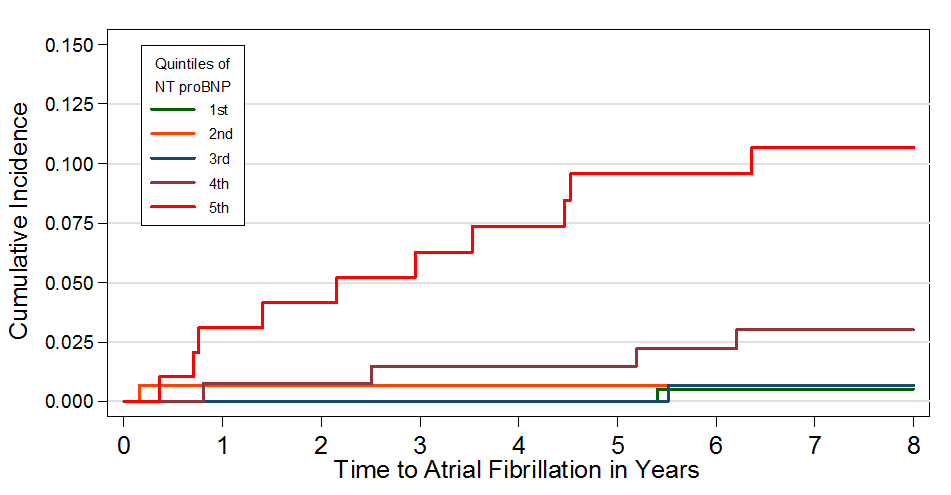 0.150
0.125
0.100
0.075
0.050
0.025
0.000
Cumulative Incidence
Quintiles of
NT proBNP
1st
2nd
3rd
4th
5th
0 1 2 3 4 5 6 7 8
Time to Atrial Fibrillation in Years